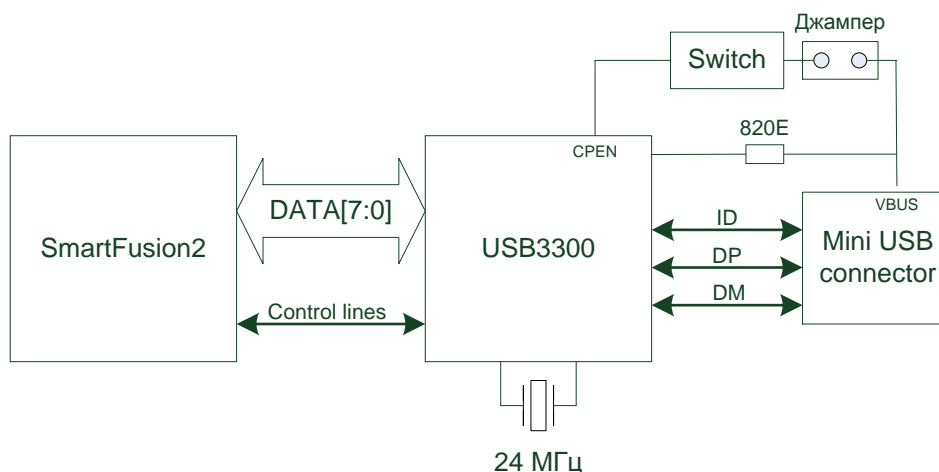 Джампер
Switch
820E
CPEN
DATA[7:0]
VBUS
ID
SmartFusion2
USB3300
DP
Mini USB
connector
DM
Control lines
24 МГц